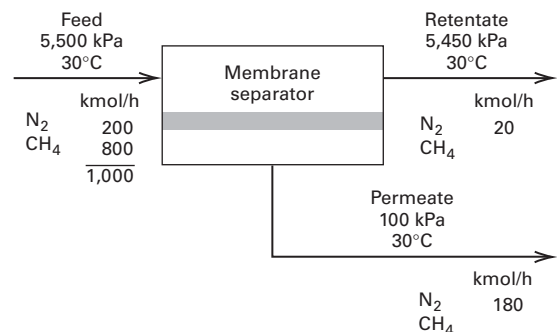 Feed
5,500 kPa
30°C
kmol/h
N2 200
CH4 800
1,000
Membrane
separator
Retentate
5,450 kPa
30°C
kmol/h
N2 20
CH4
Permeate
100 kPa
30°C
kmol/h
N2 180
CH4